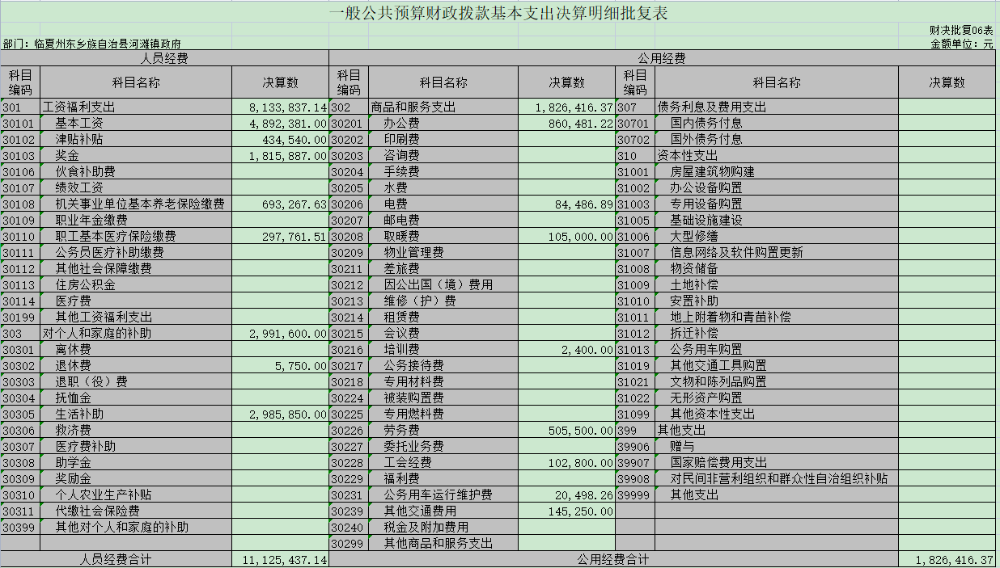 一般公共预算财政拨款基本支出决算明细批复表
财决批复06表
部门：临夏州东乡族自治县河滩镇政府 金额单位：元
人员经费 公用经费
科目编码 科目名称 决算数 科目编码 科目名称 决算数 科目编码 科目名称 决算数
301 工资福利支出 8,133,837.14 302 商品和服务支出 1,826,416.37 307 债务利息及费用支出
30101 基本工资 4,892,381.00 30201 办公费 860,481.22 30701 国内债务付息
30102 津贴补贴 434,540.00 30202 印刷费 30702 国外债务付息
30103 奖金 1,815,887.00 30203 咨询费 310 资本性支出
30106 伙食补助费 30204 手续费 31001 房屋建筑物购建
30107 绩效工资 30205 水费 31002 办公设备购置
30108 机关事业单位基本养老保险缴费 693,267.63 30206 电费 84,486.89 31003 专用设备购置
30109 职业年金缴费 30207 邮电费 31005 基础设施建设
30110 职工基本医疗保险缴费 297,761.51 30208 取暖费 105,000.00 31006 大型修缮
30111 公务员医疗补助缴费 30209 物业管理费 31007 信息网络及软件购置更新
30112 其他社会保障缴费 30211 差旅费 31008 物资储备
30113 住房公积金 30212 因公出国（境）费用 31009 土地补偿
30114 医疗费 30213 维修（护）费 31010 安置补助
30199 其他工资福利支出 30214 租赁费 31011 地上附着物和青苗补偿
303 对个人和家庭的补助 2,991,600.00 30215 会议费 31012 拆迁补偿
30301 离休费 30216 培训费 2,400.00 31013 公务用车购置
30302 退休费 5,750.00 30217 公务接待费 31019 其他交通工具购置
30303 退职（役）费 30218 专用材料费 31021 文物和陈列品购置
30304 抚恤金 30224 被装购置费 31022 无形资产购置
30305 生活补助 2,985,850.00 30225 专用燃料费 31099 其他资本性支出
30306 救济费 30226 劳务费 505,500.00 399 其他支出
30307 医疗费补助 30227 委托业务费 39906 赠与
30308 助学金 30228 工会经费 102,800.00 39907 国家赔偿费用支出
30309 奖励金 30229 福利费 39908 对民间非营利组织和群众性自治组织补贴
30310 个人农业生产补贴 30231 公务用车运行维护费 20,498.26 39999 其他支出
30311 代缴社会保险费 30239 其他交通费用 145,250.00
30399 其他对个人和家庭的补助 30240 税金及附加费用
30299 其他商品和服务支出
人员经费合计 11,125,437.14 公用经费合计 1,826,416.37